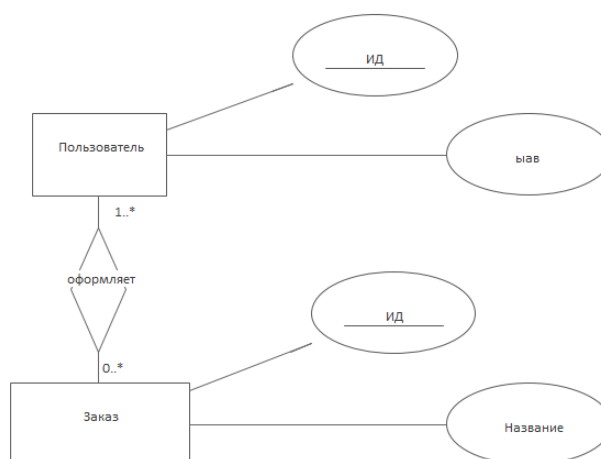 ИД
Пользователь
ыав
1..*
оформляет
ИД
0..*
Заказ
Название